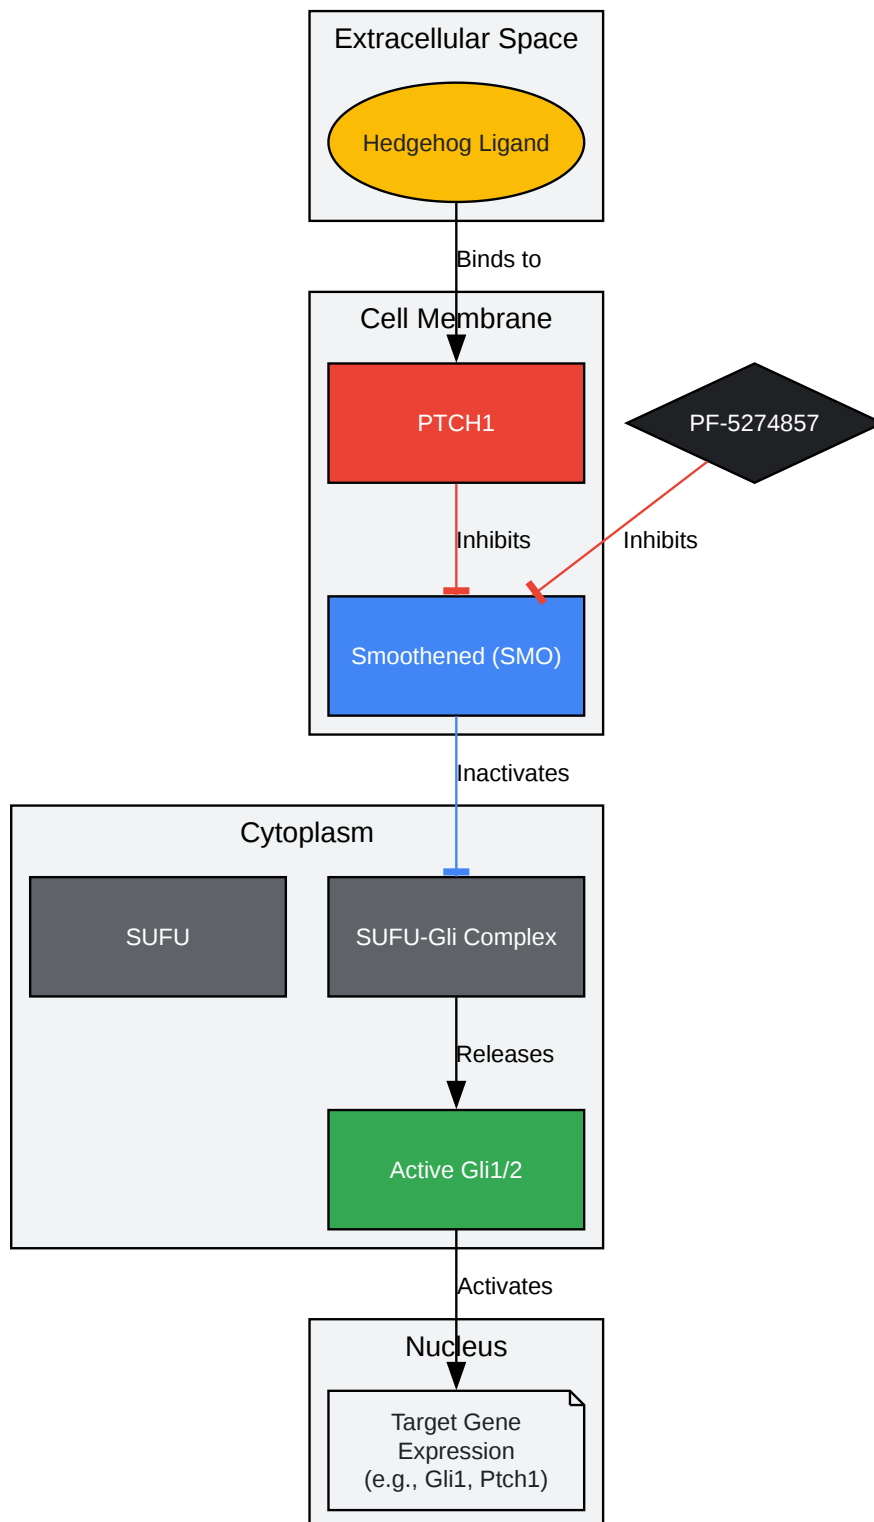 Extracellular Space
Hedgehog Ligand
Binds to
Cell Membrane
PTCH1
PF-5274857
Inhibits
Inhibits
Smoothened (SMO)
Inactivates
Cytoplasm
SUFU
SUFU-Gli Complex
Releases
Active Gli1/2
Activates
Nucleus
Target Gene
Expression
(e.g., Gli1, Ptch1)